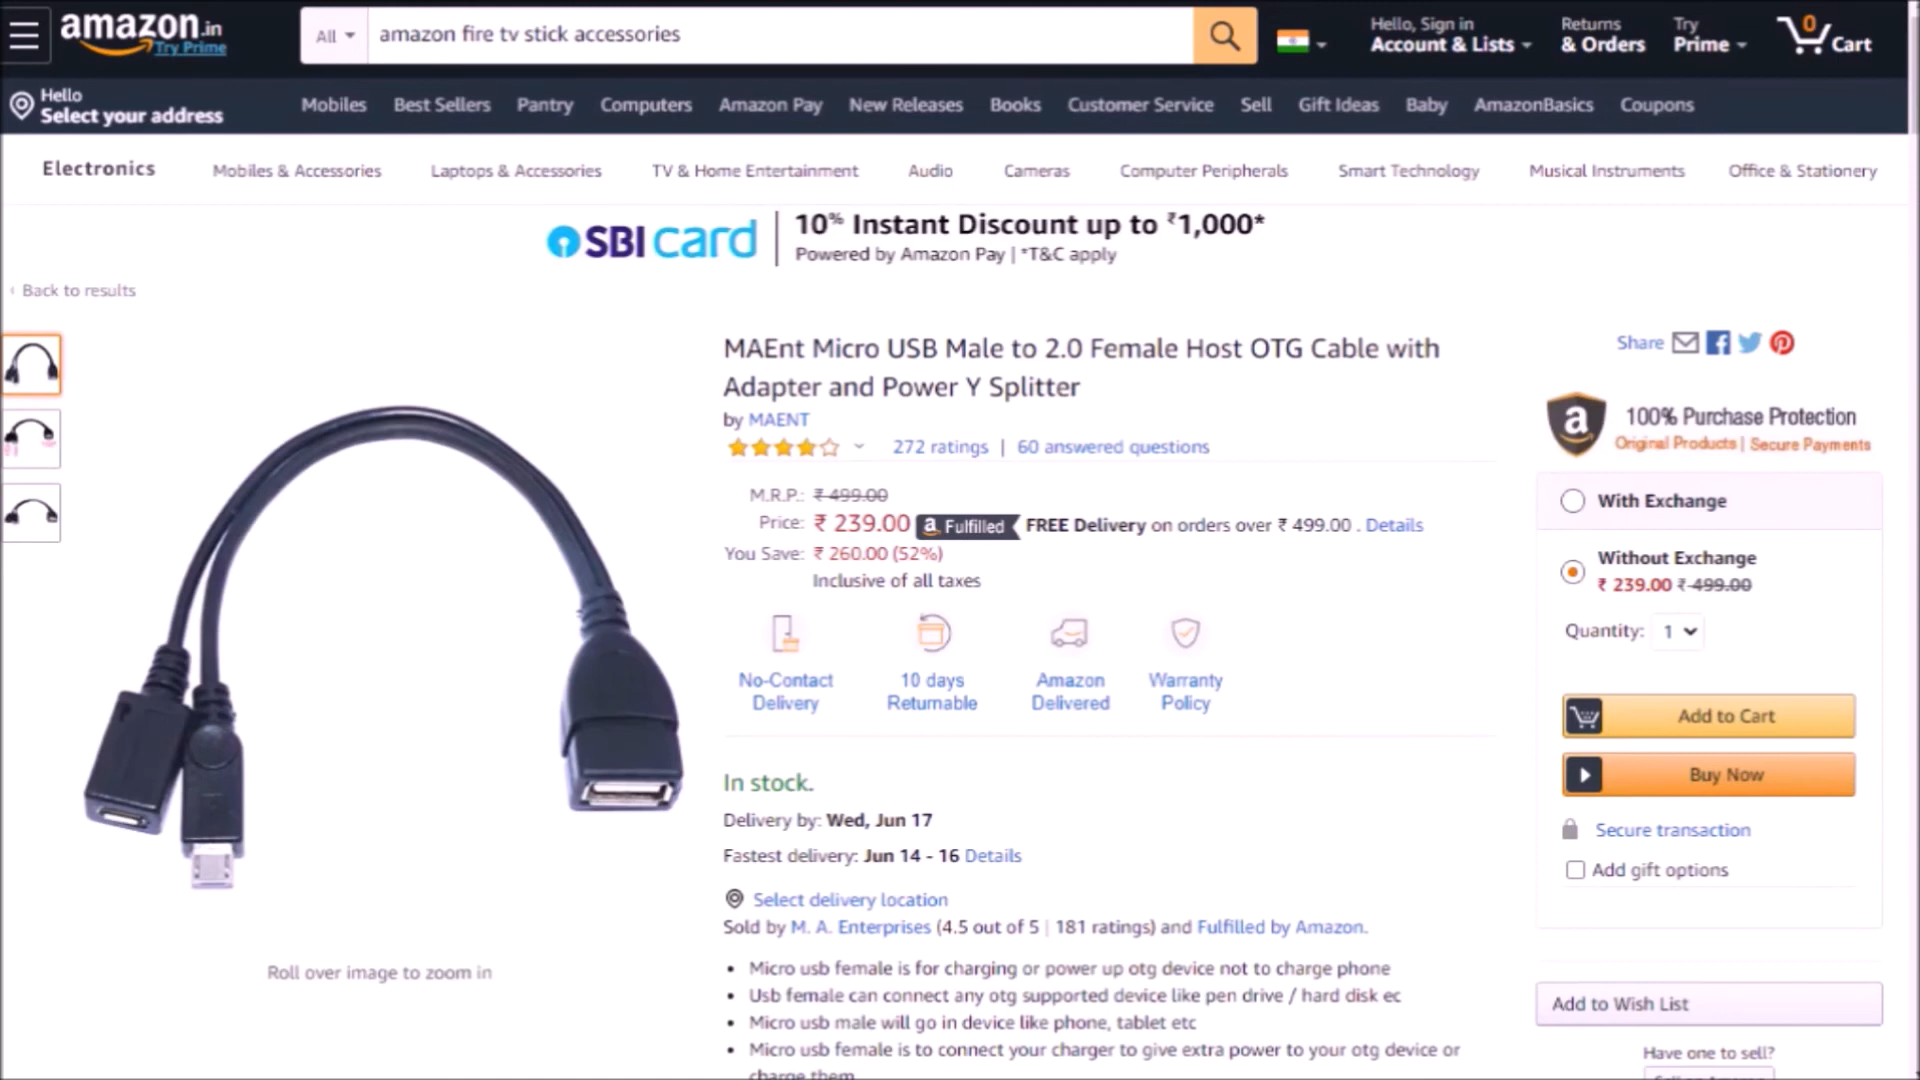 amazon.in
Try Prime
All
amazon fire tv stick accessories
Hello, Sign in
Account & Lists
Returns
& Orders
Try
Prime
0
Cart
Hello
Select your address
Mobiles Best Sellers Pantry Computers Amazon Pay New Releases Books Customer Service Sell Gift Ideas Baby AmazonBasics Coupons
Electronics Mobiles & Accessories Laptops & Accessories TV & Home Entertainment Audio Cameras Computer Peripherals Smart Technology Musical Instruments Office & Stationery
SBI card
10% Instant Discount up to ₹1,000*
Powered by Amazon Pay | *T&C apply
‹ Back to results
MAEnt Micro USB Male to 2.0 Female Host OTG Cable with
Adapter and Power Y Splitter
by MAENT
272 ratings | 60 answered questions
M.R.P.: ₹ 499.00
Price: ₹ 239.00 a Fulfilled FREE Delivery on orders over ₹ 499.00 . Details
You Save: ₹ 260.00 (52%)
Inclusive of all taxes
No-Contact
Delivery
10 days
Returnable
Amazon
Delivered
Warranty
Policy
In stock.
Delivery by: Wed, Jun 17
Fastest delivery: Jun 14 - 16 Details
Select delivery location
Sold by M. A. Enterprises (4.5 out of 5 | 181 ratings) and Fulfilled by Amazon.
• Micro usb female is for charging or power up otg device not to charge phone
• Usb female can connect any otg supported device like pen drive / hard disk ec
• Micro usb male will go in device like phone, tablet etc
• Micro usb female is to connect your charger to give extra power to your otg device or
charge them
Roll over image to zoom in
Share
a
100% Purchase Protection
Original Products | Secure Payments
With Exchange
Without Exchange
₹ 239.00 ₹ 499.00
Quantity: 1
Add to Cart
Buy Now
Secure transaction
Add gift options
Add to Wish List
Have one to sell?